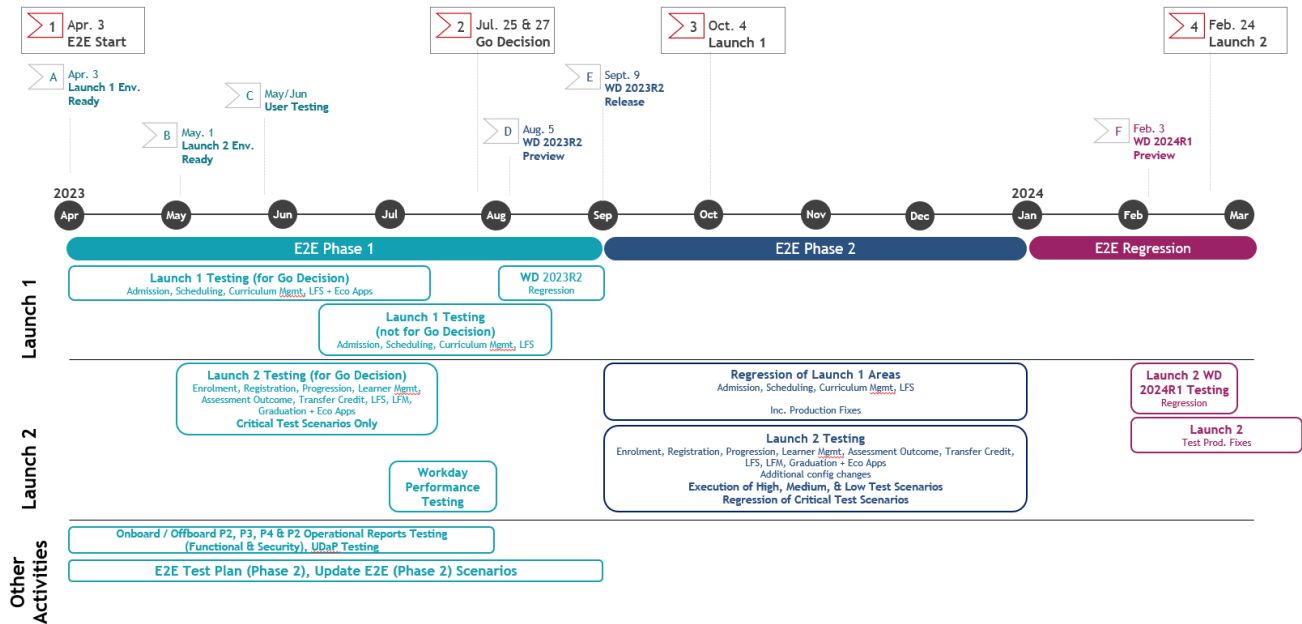 1 Apr. 3
E2E Start
2 Jul. 25 & 27
Go Decision
3 Oct. 4
Launch 1
4 Feb. 24
Launch 2
A Apr. 3
Launch 1 Env.
Ready
B May. 1
Launch 2 Env.
Ready
C May/Jun
User Testing
D Aug. 5
WD 2023R2
Preview
E Sept. 9
WD 2023R2
Release
F Feb. 3
WD 2024R1
Preview
2023
2024
Apr May Jun Jul Aug Sep Oct Nov Dec Jan Feb Mar
E2E Phase 1 E2E Phase 2 E2E Regression
Launch 1
Launch 1 Testing (for Go Decision)
Admission, Scheduling, Curriculum Mgmt, LFS + Eco Apps
WD 2023R2
Regression
Launch 1 Testing
(not for Go Decision)
Admission, Scheduling, Curriculum Mgmt, LFS
Launch 2
Launch 2 Testing (for Go Decision)
Enrolment, Registration, Progression, Learner Mgmt,
Assessment Outcome, Transfer Credit, LFS, LFM,
Graduation + Eco Apps
Critical Test Scenarios Only
Regression of Launch 1 Areas
Admission, Scheduling, Curriculum Mgmt, LFS
Inc. Production Fixes
Launch 2 WD
2024R1 Testing
Regression
Launch 2
Test Prod. Fixes
Launch 2 Testing
Enrolment, Registration, Progression, Learner Mgmt, Assessment Outcome, Transfer Credit,
LFS, LFM, Graduation + Eco Apps
Additional config changes
Execution of High, Medium, & Low Test Scenarios
Regression of Critical Test Scenarios
Workday
Performance
Testing
Other
Activities
Onboard / Offboard P2, P3, P4 & P2 Operational Reports Testing
(Functional & Security), UDaP Testing
E2E Test Plan (Phase 2), Update E2E (Phase 2) Scenarios